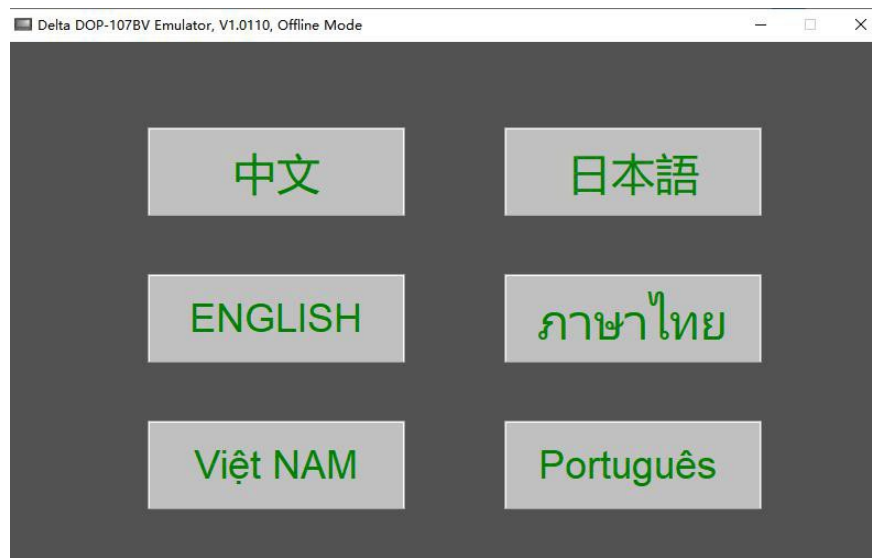 Delta DOP-107BV Emulator, V1.0110, Offline Mode
中文
日本語
ENGLISH
ภาษาไทย
Việt NAM
Português